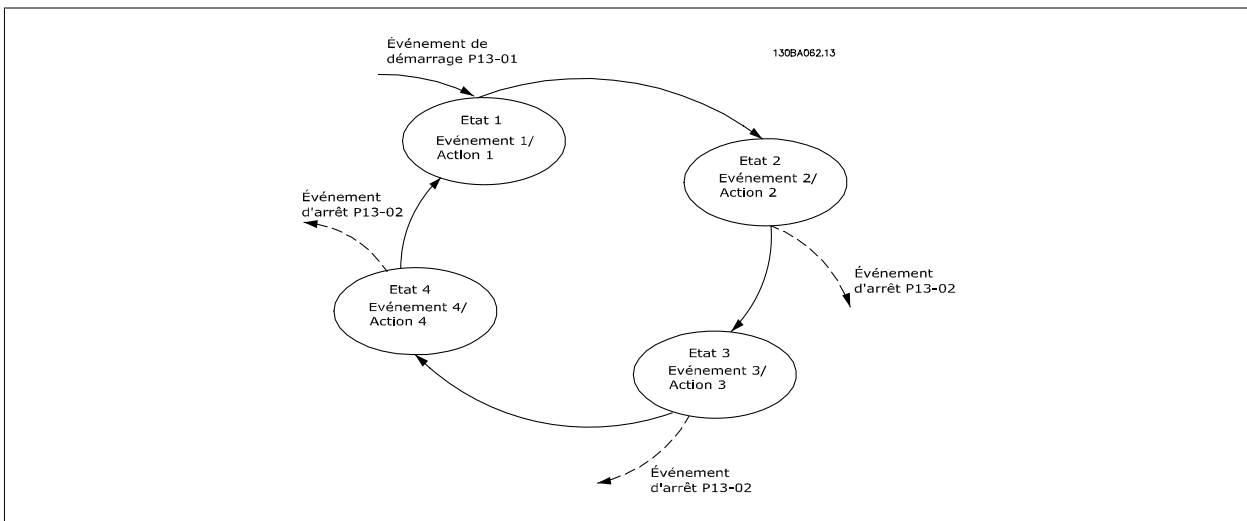 Événement de
démarrage P13-01
130BA062.13
Etat 1
Evénement 1/
Action 1
Etat 2
Evénement 2/
Action 2
Événement
d'arrêt P13-02
Événement
d'arrêt P13-02
Etat 4
Evénement 4/
Action 4
Etat 3
Evénement 3/
Action 3
Événement
d'arrêt P13-02